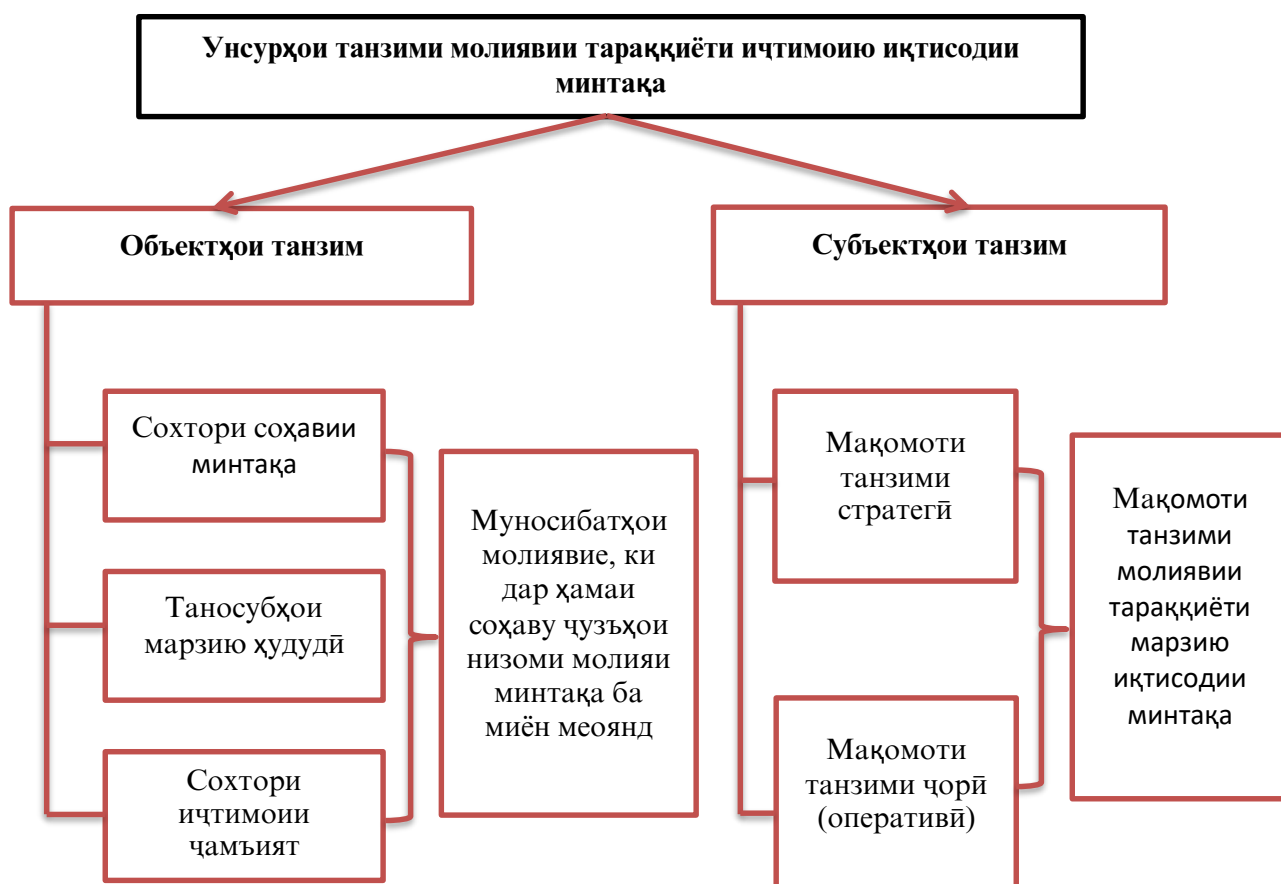 Унсурҳои танзими молиявии тараққиёти иҷтимоию иқтисодии
минтақа
Объектҳои танзим
Субъектҳои танзим
Сохтори соҳавии
минтақа
Таносубҳои
марзию ҳудудӣ
Сохтори
иҷтимоии
ҷамъият
Муносибатҳои
молиявие, ки
дар ҳамаи
соҳаву ҷузъҳои
низоми молияи
минтақа ба
миён меоянд
Мақомоти
танзими
стратегӣ
Мақомоти
танзими ҷорӣ
(оперативӣ)
Мақомоти
танзими
молиявии
тараққиёти
марзию
иқтисодии
минтақа